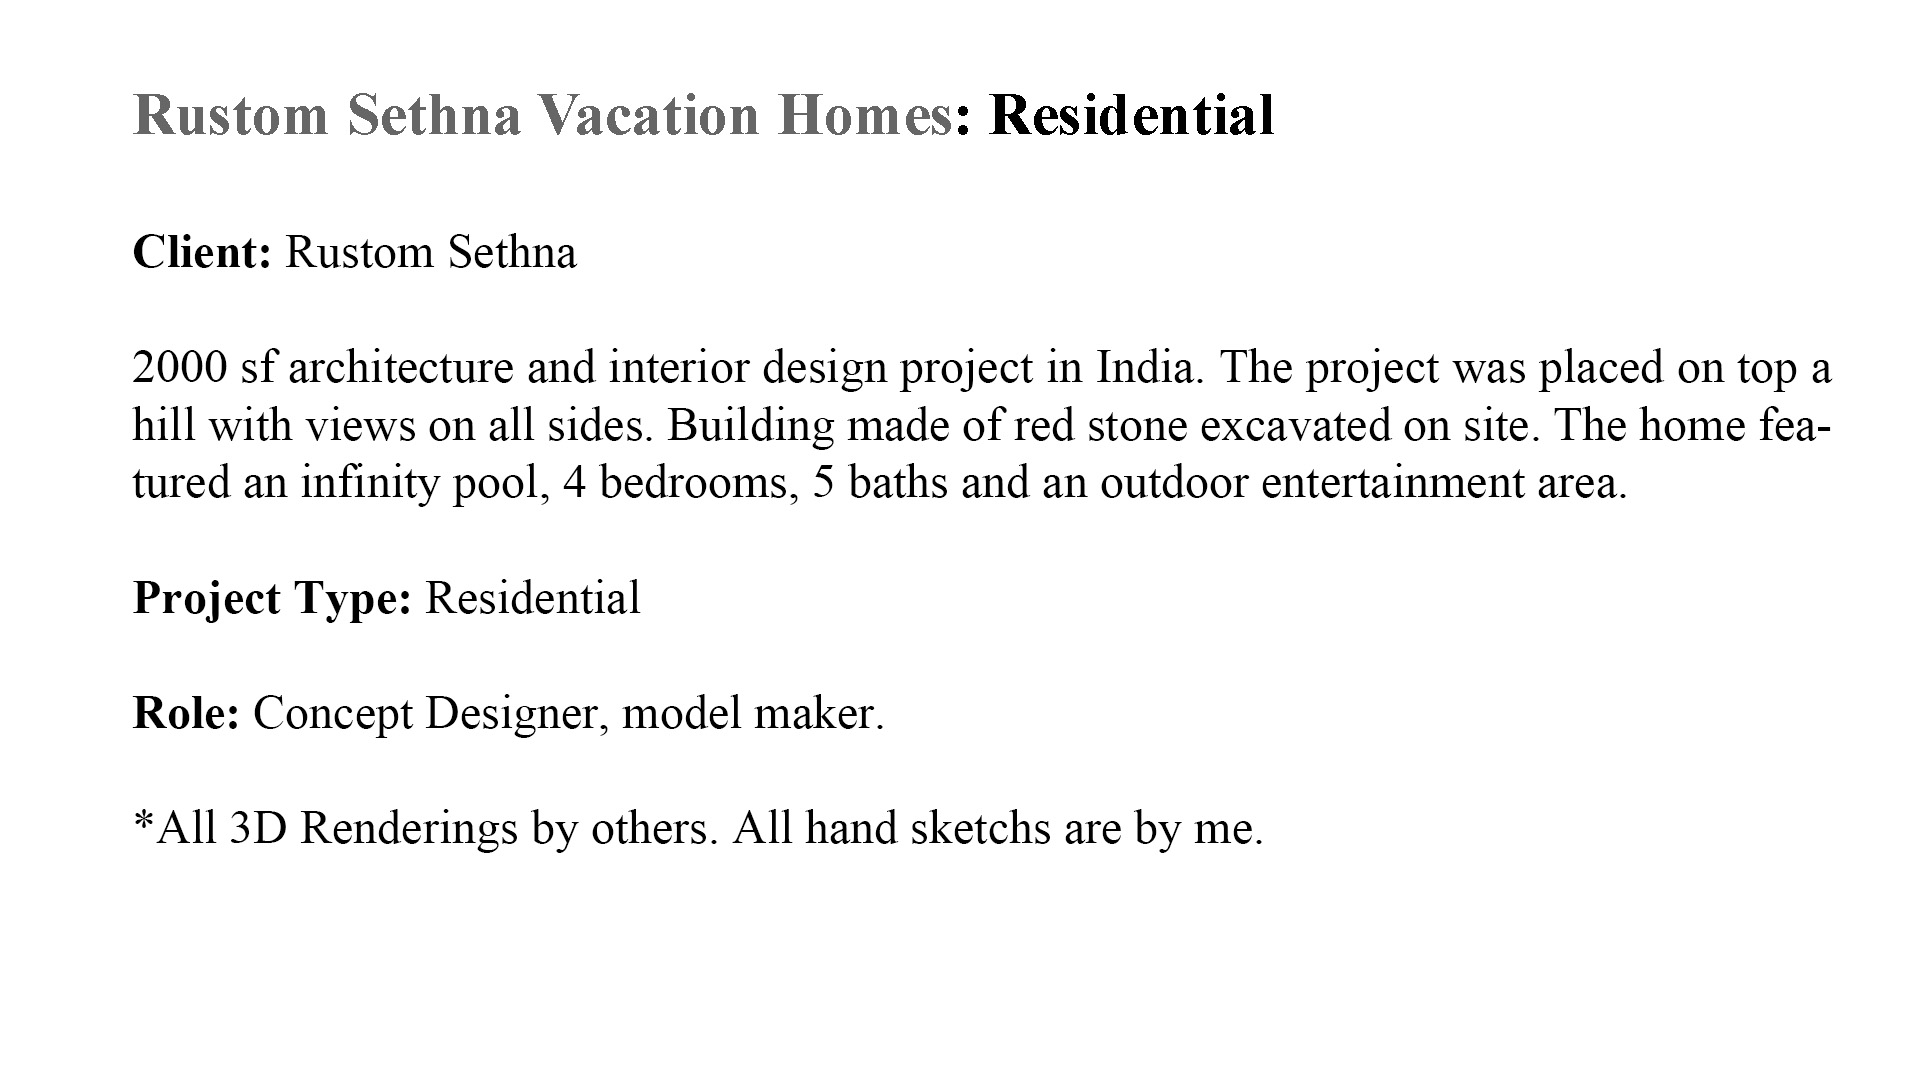 Rustom Sethna Vacation Homes: Residential
Client: Rustom Sethna
2000 sf architecture and interior design project in India. The project was placed on top a
hill with views on all sides. Building made of red stone excavated on site. The home fea-
tured an infinity pool, 4 bedrooms, 5 baths and an outdoor entertainment area.
Project Type: Residential
Role: Concept Designer, model maker.
*All 3D Renderings by others. All hand sketchs are by me.